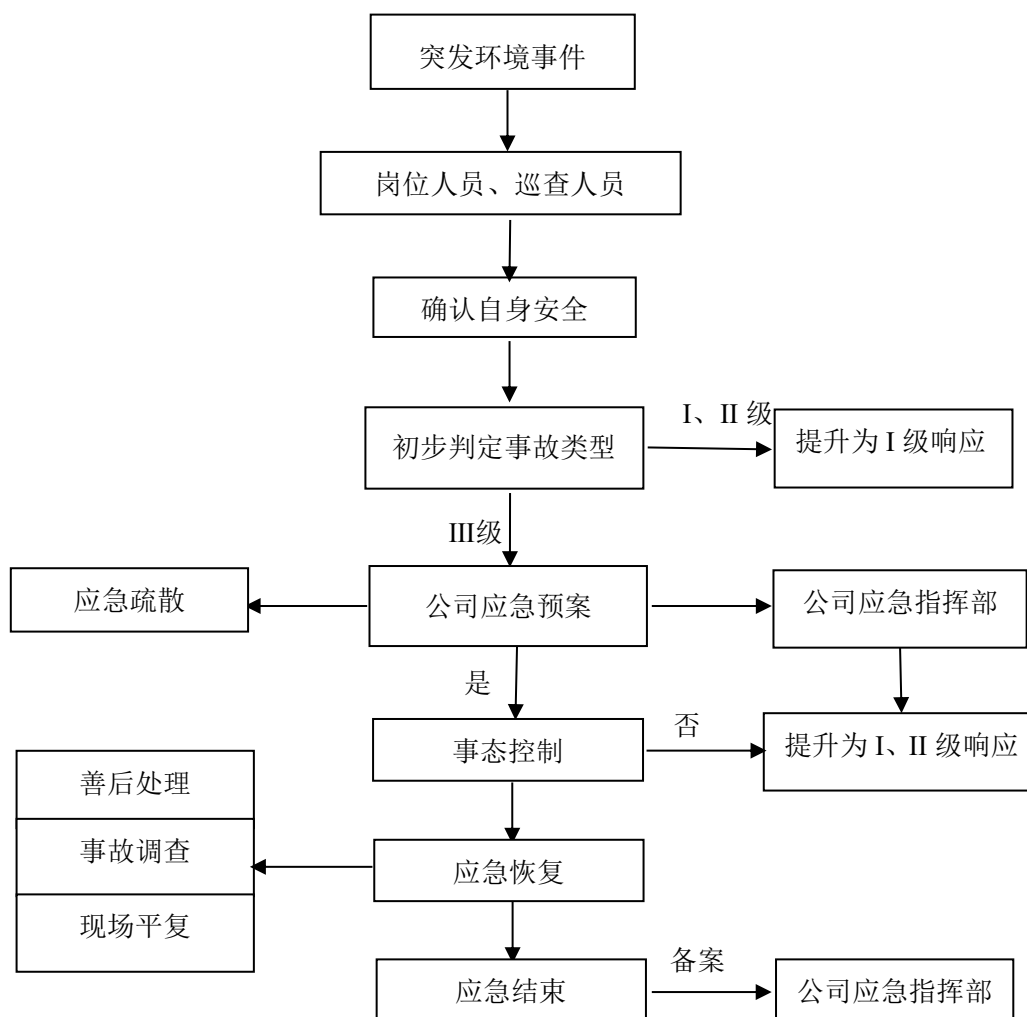 突发环境事件
岗位人员、巡查人员
确认自身安全
初步判定事故类型
I、II 级
提升为 I 级响应
III级
应急疏散
公司应急预案
公司应急指挥部
是
事态控制
否
提升为 I、II 级响应
善后处理
事故调查
现场平复
应急恢复
应急结束
备案
公司应急指挥部